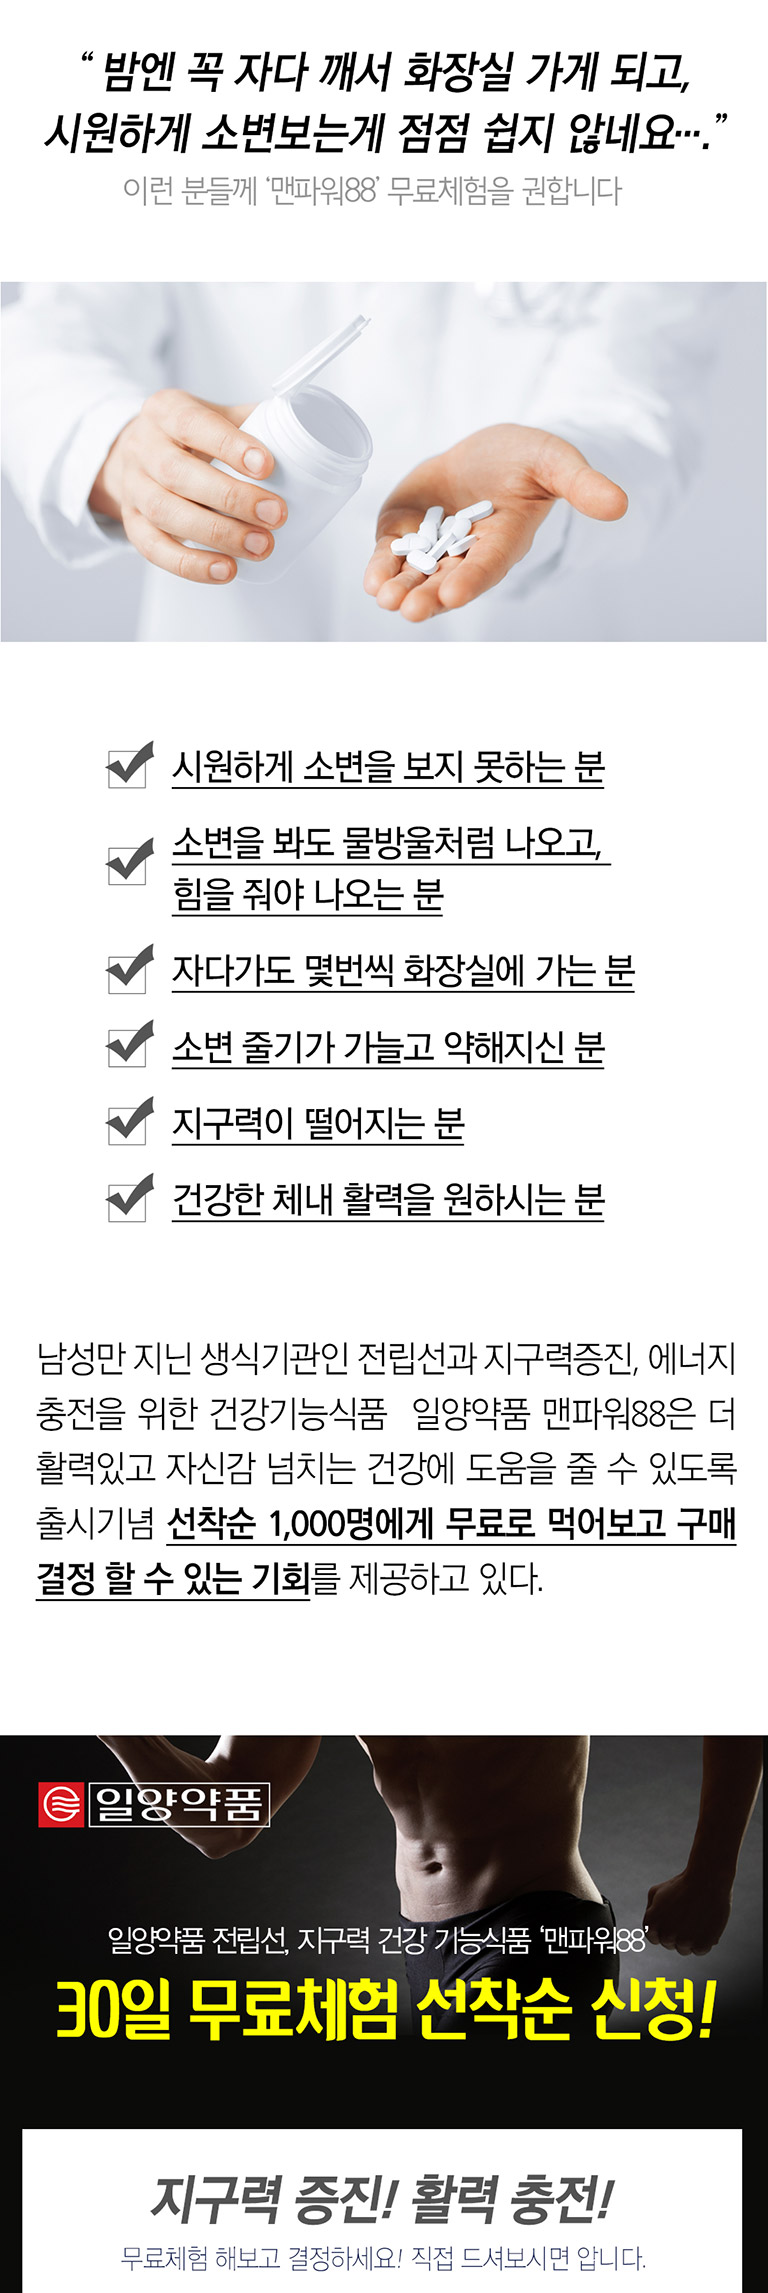 “ 밤엔 꼭 자다 깨서 화장실 가게 되고,
시원하게 소변보는게 점점 쉽지 않네요….”
이런 분들께 ‘맨파워88’ 무료체험을 권합니다
시원하게 소변을 보지 못하는 분
소변을 봐도 물방울처럼 나오고,
힘을 줘야 나오는 분
자다가도 몇번씩 화장실에 가는 분
소변 줄기가 가늘고 약해지신 분
지구력이 떨어지는 분
건강한 체내 활력을 원하시는 분
남성만 지닌 생식기관인 전립선과 지구력증진, 에너지
충전을 위한 건강기능식품 일양약품 맨파워88은 더
활력있고 자신감 넘치는 건강에 도움을 줄 수 있도록
출시기념 선착순 1,000명에게 무료로 먹어보고 구매
결정 할 수 있는 기회를 제공하고 있다.
일양약품
일양약품 전립선, 지구력 건강 기능식품 ‘맨파워88’
30일 무료체험 선착순 신청!
지구력 증진! 활력 충전!
무료체험 해보고 결정하세요! 직접 드셔보시면 압니다.